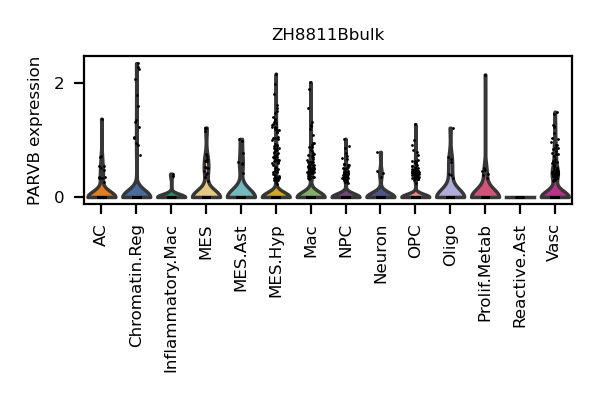 ZH8811Bbulk
PARVB expression
2
0
AC
Chromatin.Reg
Inflammatory.Mac
MES
MES.Ast
MES.Hyp
Mac
NPC
Neuron
OPC
Oligo
Prolif.Metab
Reactive.Ast
Vasc